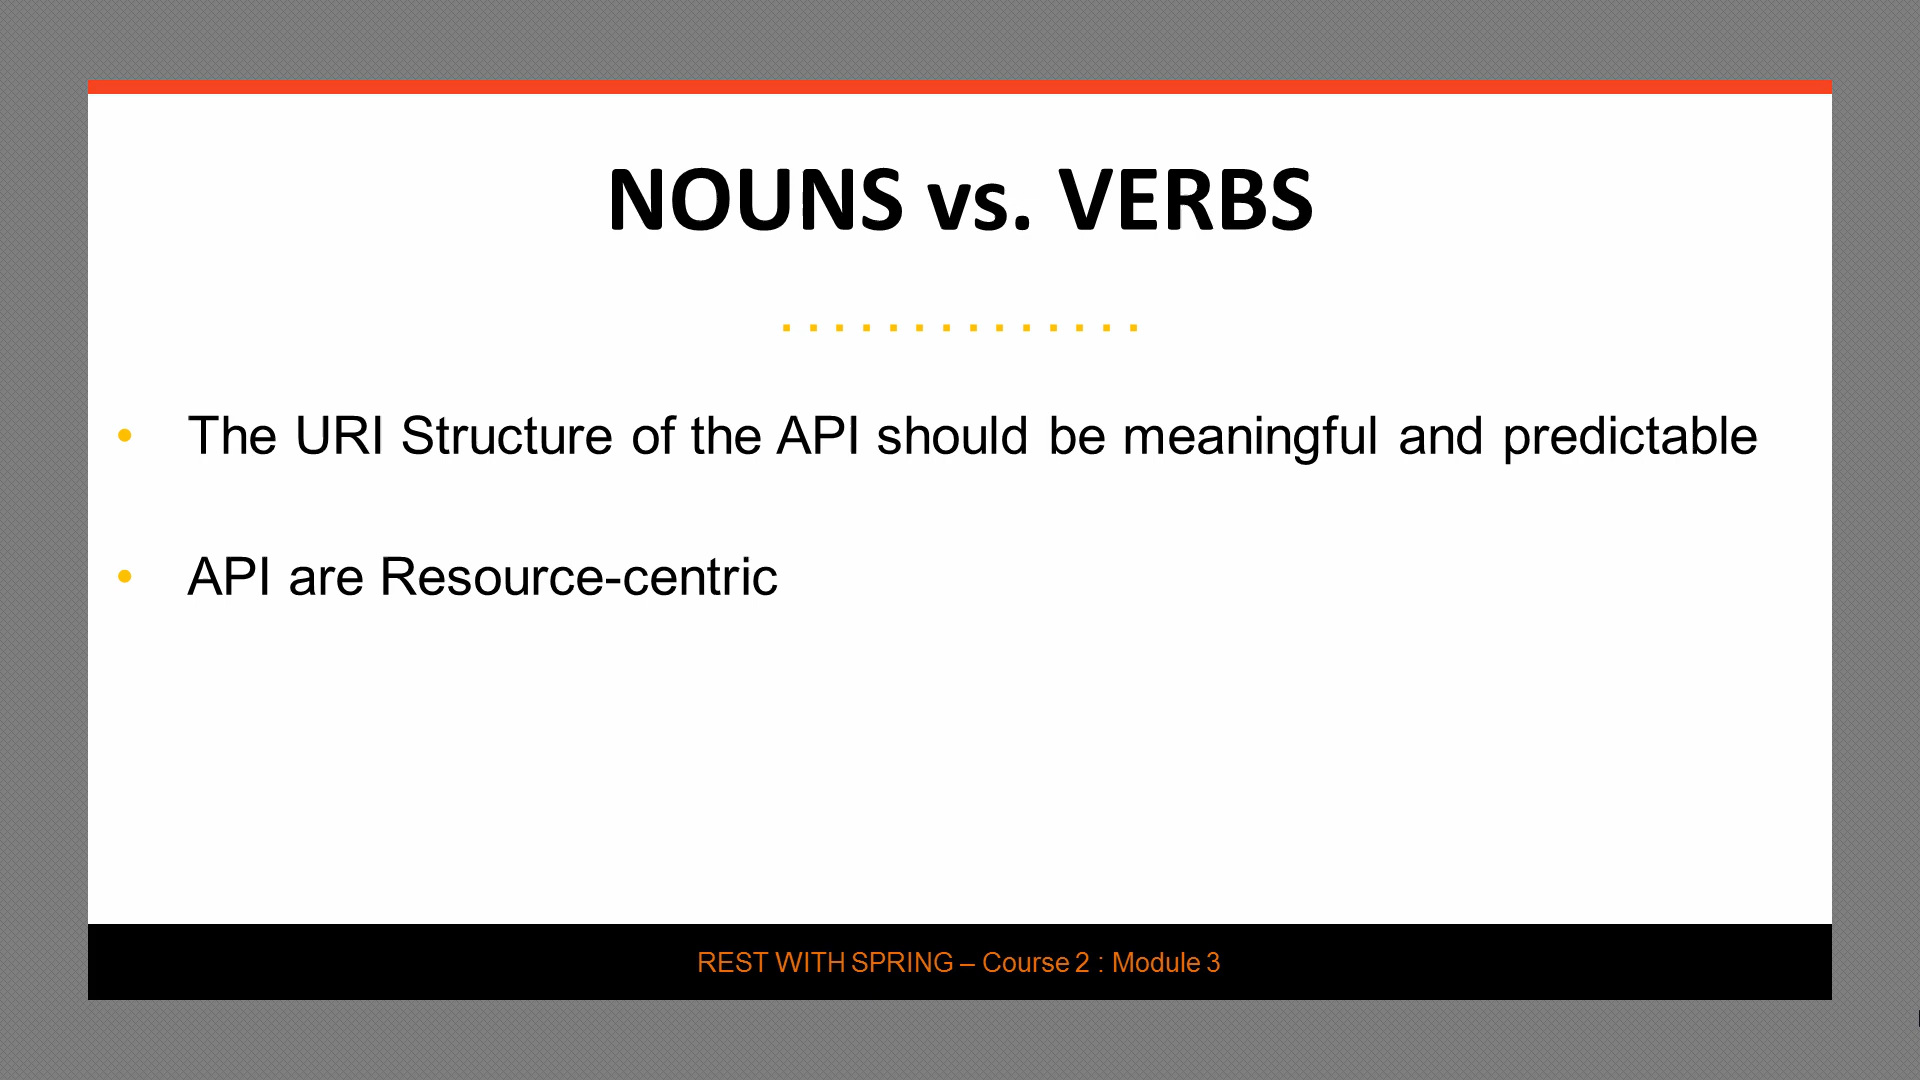 NOUNS vs. VERBS
• The URI Structure of the API should be meaningful and predictable
• API are Resource-centric
REST WITH SPRING – Course 2 : Module 3